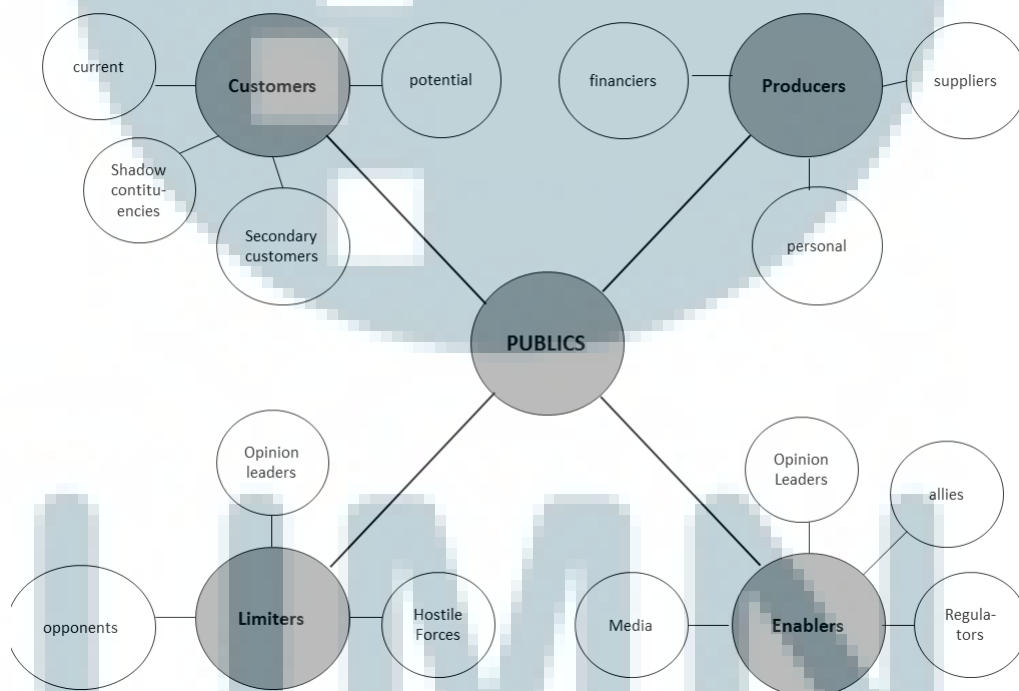 current
Customers
potential
financiers
Producers
suppliers
Shadow
contitu-
encies
Secondary
customers
personal
PUBLICS
Opinion
leaders
Opinion
Leaders
allies
opponents
Limiters
Hostile
Forces
Media
Enablers
Regula-
tors